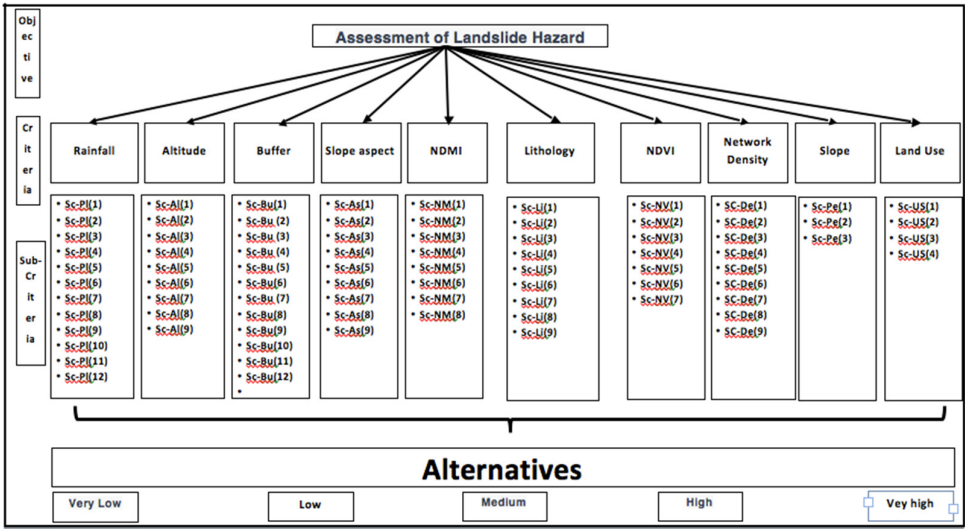 Obj
ec
ti
ve
Assessment of Landslide Hazard
Cr
it
er
ia
Rainfall
Altitude
Buffer
Slope aspect
NDMI
Lithology
NDVI
Network
Density
Slope
Land Use
Sub-
Cr
it
er
ia
• Sc-Pl(1)
• Sc-Pl(2)
• Sc-Pl(3)
• Sc-Pl(4)
• Sc-Pl(5)
• Sc-Pl(6)
• Sc-Pl(7)
• Sc-Pl(8)
• Sc-Pl(9)
• Sc-Pl(10)
• Sc-Pl(11)
• Sc-Pl(12)
• Sc-Al(1)
• Sc-Al(2)
• Sc-Al(3)
• Sc-Al(4)
• Sc-Al(5)
• Sc-Al(6)
• Sc-Al(7)
• Sc-Al(8)
• Sc-Al(9)
• Sc-Bu(1)
• Sc-Bu (2)
• Sc-Bu (3)
• Sc-Bu (4)
• Sc-Bu (5)
• Sc-Bu(6)
• Sc-Bu (7)
• Sc-Bu(8)
• Sc-Bu(9)
• Sc-Bu(10)
• Sc-Bu(11)
• Sc-Bu(12)
•
• Sc-As(1)
• Sc-As(2)
• Sc-As(3)
• Sc-As(4)
• Sc-As(5)
• Sc-As(6)
• Sc-As(7)
• Sc-As(8)
• Sc-As(9)
• Sc-NM(1)
• Sc-NM(2)
• Sc-NM(3)
• Sc-NM(4)
• Sc-NM(5)
• Sc-NM(6)
• Sc-NM(7)
• Sc-NM(8)
• Sc-Li(1)
• Sc-Li(2)
• Sc-Li(3)
• Sc-Li(4)
• Sc-Li(5)
• Sc-Li(6)
• Sc-Li(7)
• Sc-Li(8)
• Sc-Li(9)
• Sc-NV(1)
• Sc-NV(2)
• Sc-NV(3)
• Sc-NV(4)
• Sc-NV(5)
• Sc-NV(6)
• Sc-NV(7)
• SC-De(1)
• SC-De(2)
• SC-De(3)
• SC-De(4)
• SC-De(5)
• SC-De(6)
• SC-De(7)
• SC-De(8)
• SC-De(9)
• Sc-Pe(1)
• Sc-Pe(2)
• Sc-Pe(3)
• Sc-US(1)
• Sc-US(2)
• Sc-US(3)
• Sc-US(4)
Alternatives
Very Low
Low
Medium
High
Vey high